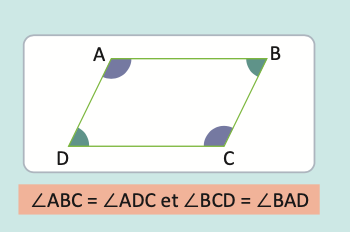 A B
D C
∠ABC = ∠ADC et ∠BCD = ∠BAD